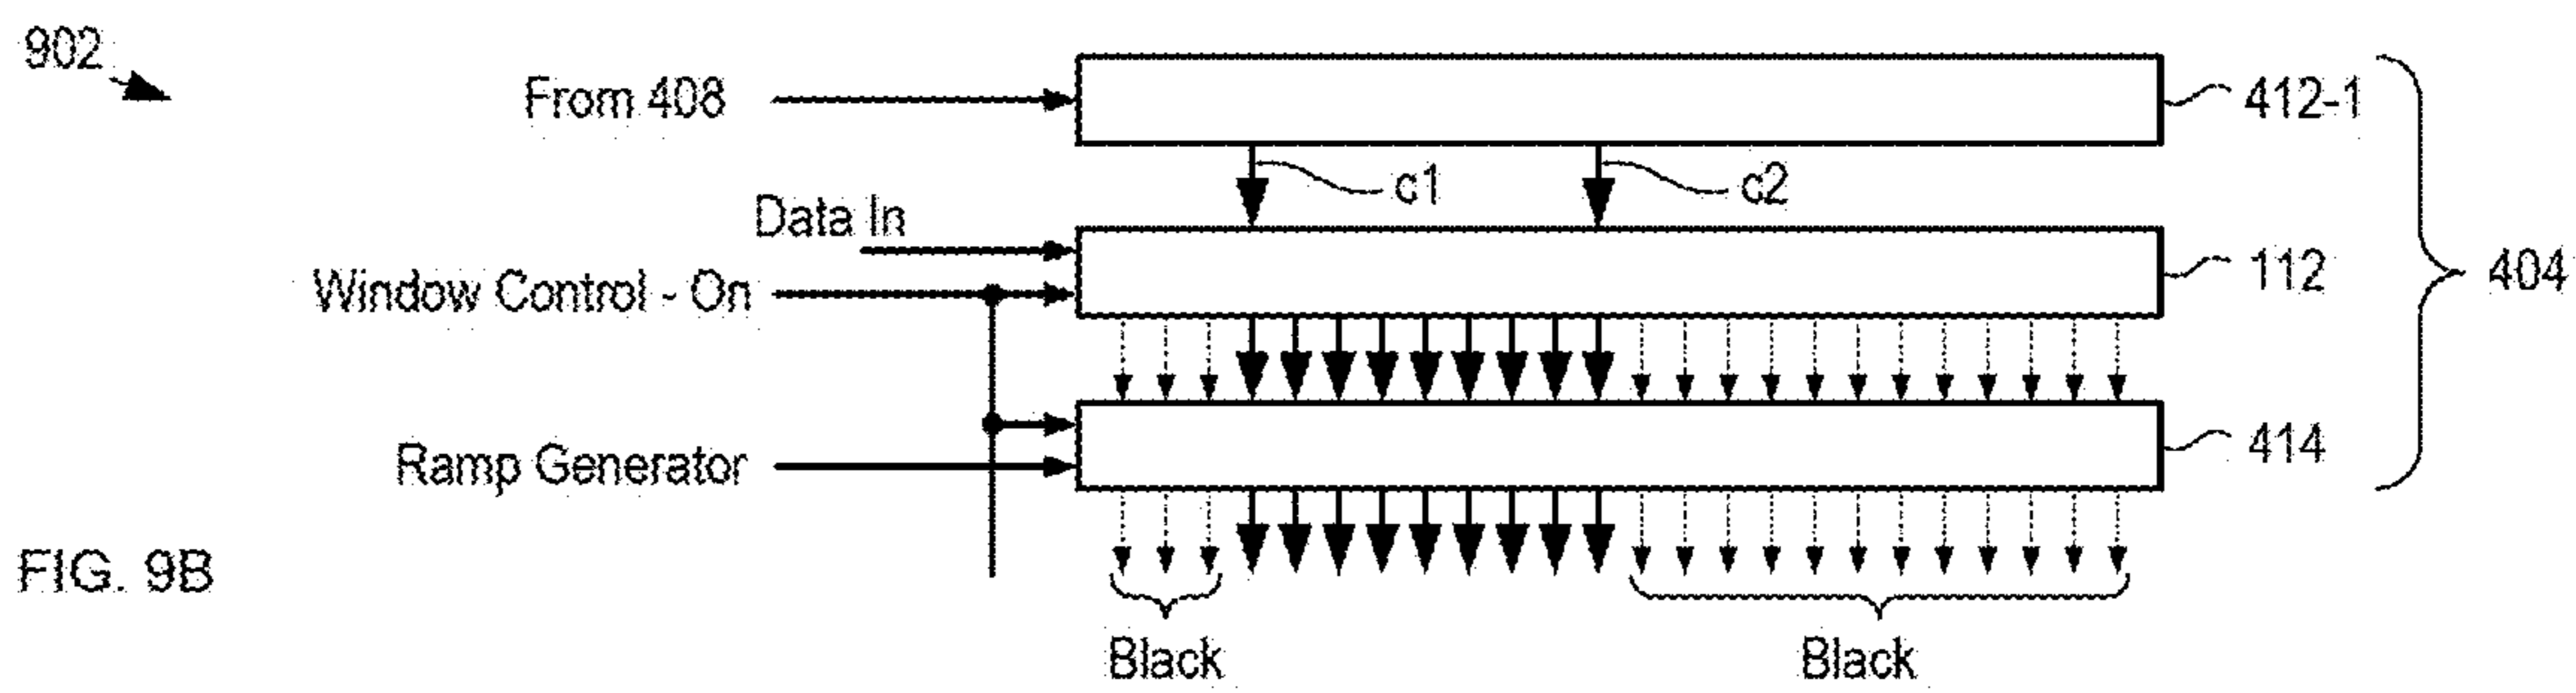 902
From 408
412-1
c1
c2
Data In
Window Control - On
112
404
Ramp Generator
414
FIG. 9B
Black
Black